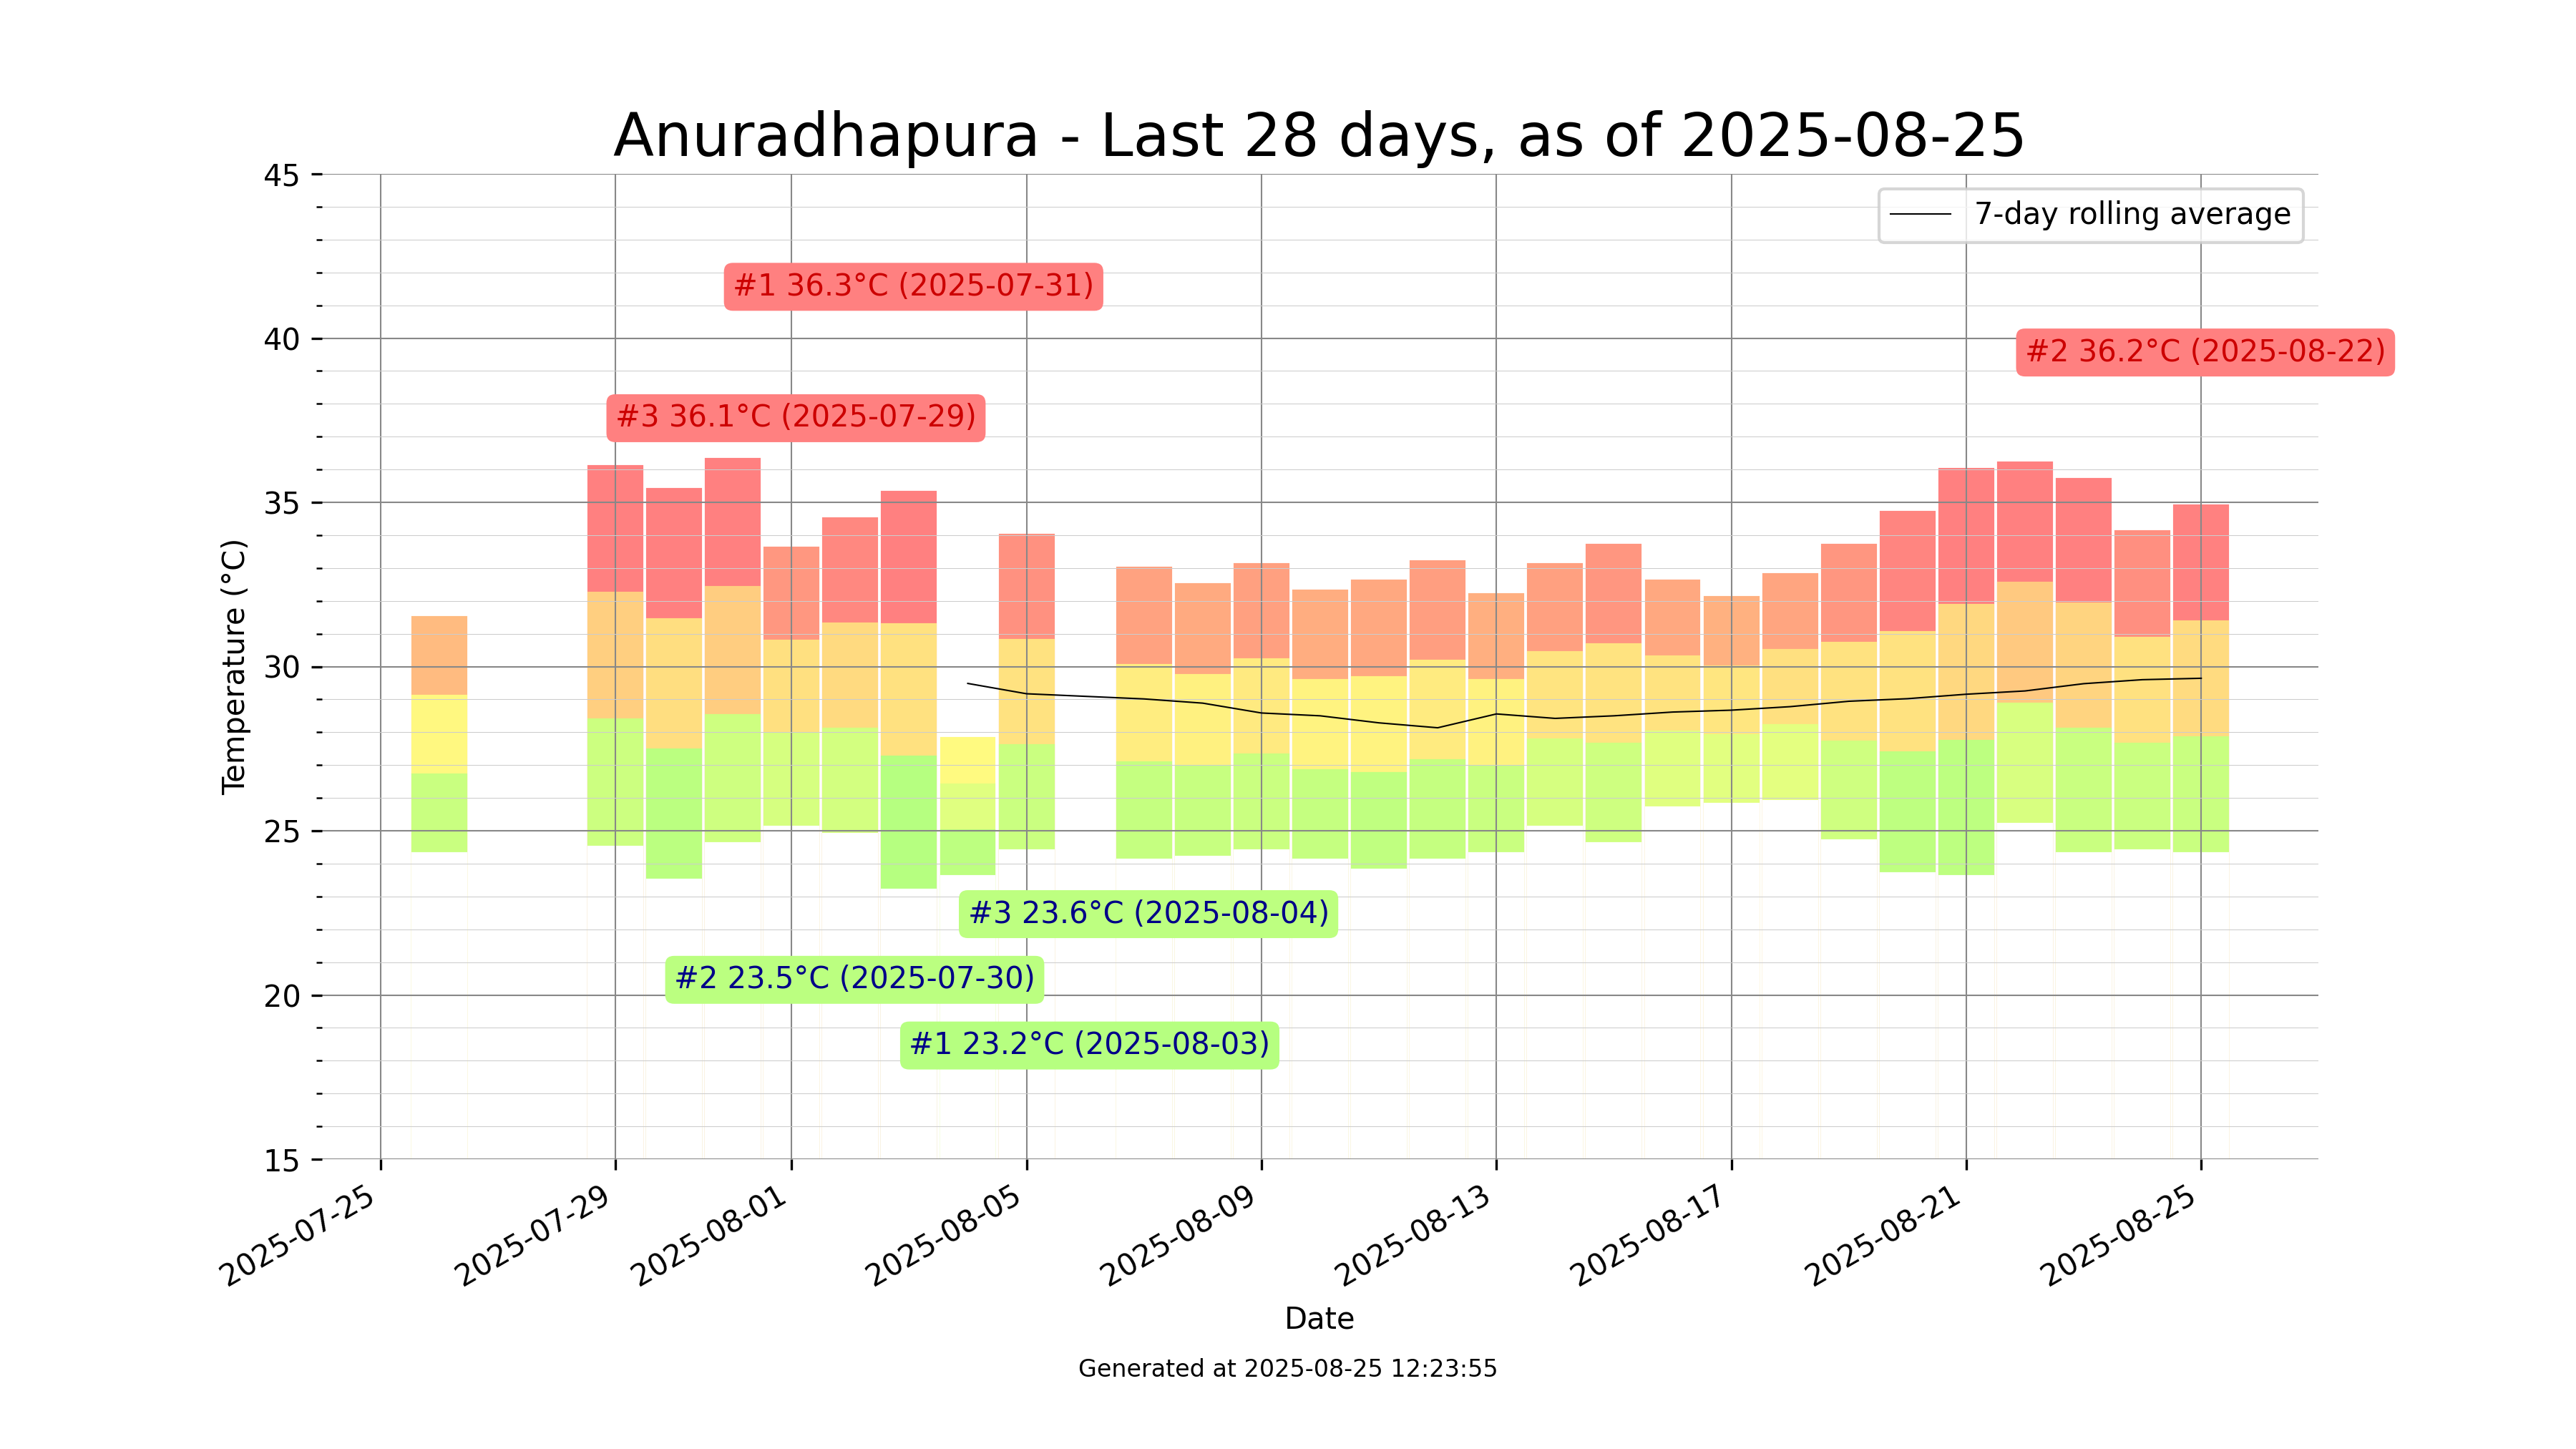 Anuradhapura - Last 28 days, as of 2025-08-25
7-day rolling average
#1 36.3°C (2025-07-31)
#2 36.2°C (2025-08-22)
#3 36.1°C (2025-07-29)
#3 23.6°C (2025-08-04)
#2 23.5°C (2025-07-30)
#1 23.2°C (2025-08-03)
Temperature (°C)
45
40
35
30
25
20
15
2025-07-25
2025-07-29
2025-08-01
2025-08-05
2025-08-09
2025-08-13
2025-08-17
2025-08-21
2025-08-25
Date
Generated at 2025-08-25 12:23:55